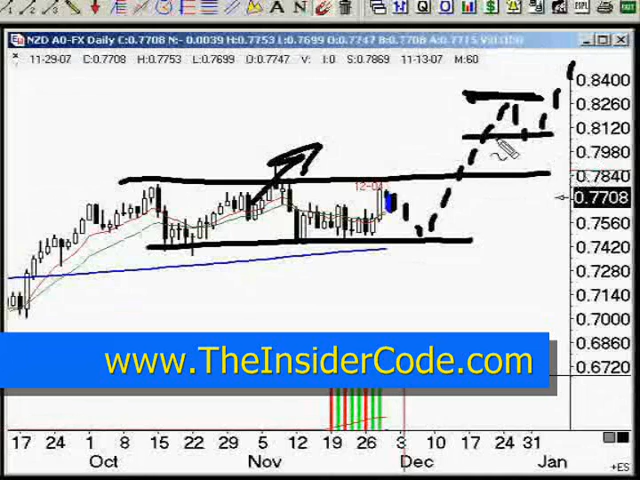 NZD A0-FX Daily C:0.7708 N:- 0.0039 H:0.7753 L:0.7699 O:0.7747 B:0.7708 A:0.7715
11-29-07 C:0.7708 H:0.7753 L:0.7699 O:0.7747 V: I:0 S:0.7869 11-13-07 M:60
0.8400
0.8260
0.8120
0.7980
0.7840
0.7708
0.7560
0.7420
0.7280
0.7140
0.7000
0.6860
0.6720
www.TheInsiderCode.com
17 24 1 8 15 22 29 5 12 19 26 3 10 17 24 31
Oct Nov Dec Jan
+ES